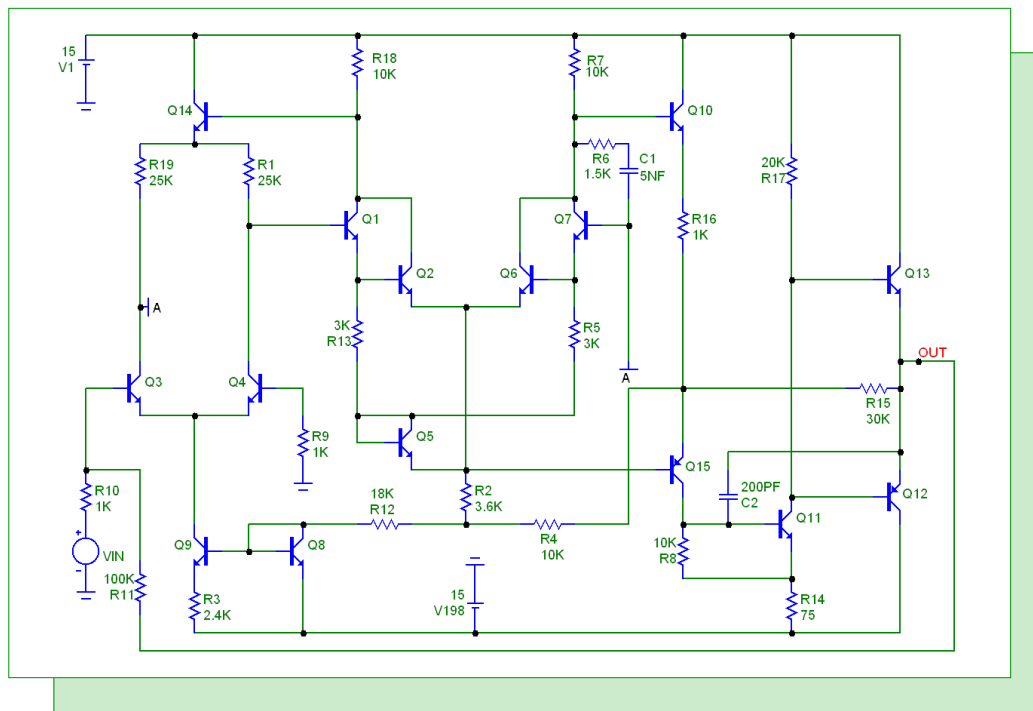 15
V1
R18
10K
R7
10K
Q14
Q10
R19
25K
R1
25K
R6
1.5K
C1
5NF
20K
R17
Q1
Q7
R16
1K
Q2
Q6
Q13
A
3K
R13
R5
3K
OUT
Q3
Q4
A
R15
30K
R9
1K
Q5
Q15
R10
1K
18K
R12
R2
3.6K
200PF
C2
Q12
Q11
Q9
Q8
R4
10K
10K
R8
VIN
100K
R11
R3
2.4K
15
V198
R14
75